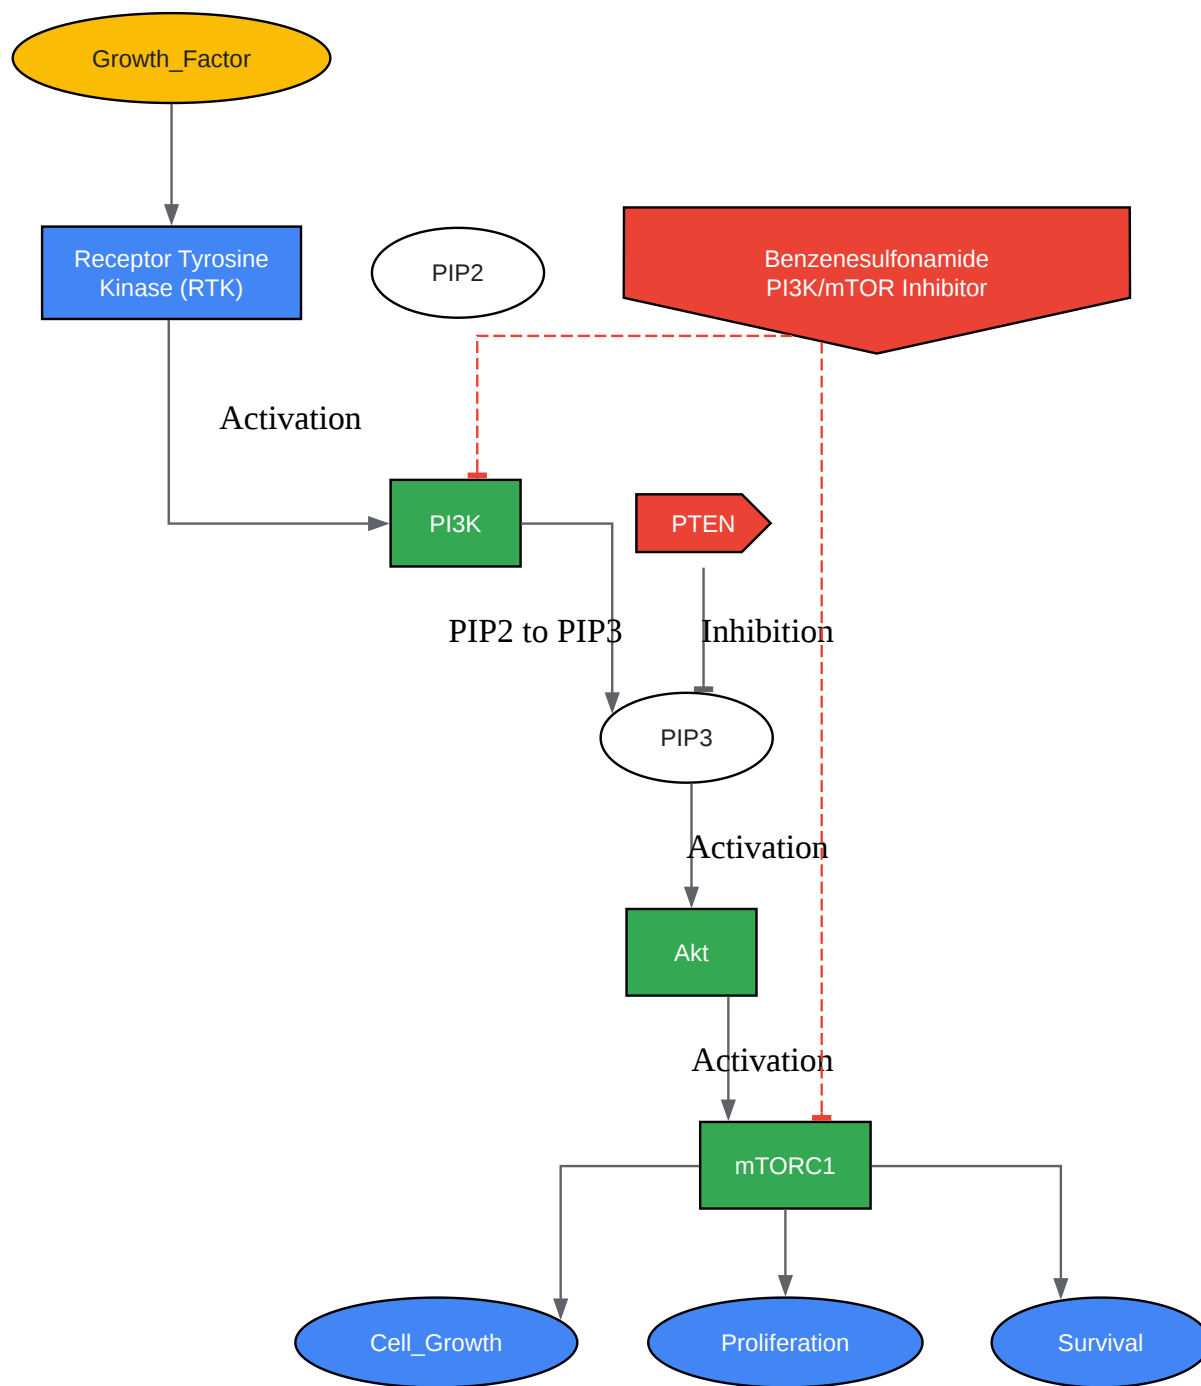 Growth_Factor
Receptor Tyrosine
Kinase (RTK)
PIP2
Benzenesulfonamide
PI3K/mTOR Inhibitor
Activation
PI3K
PTEN
PIP2 to PIP3
Inhibition
PIP3
Activation
Akt
Activation
mTORC1
Cell_Growth
Proliferation
Survival